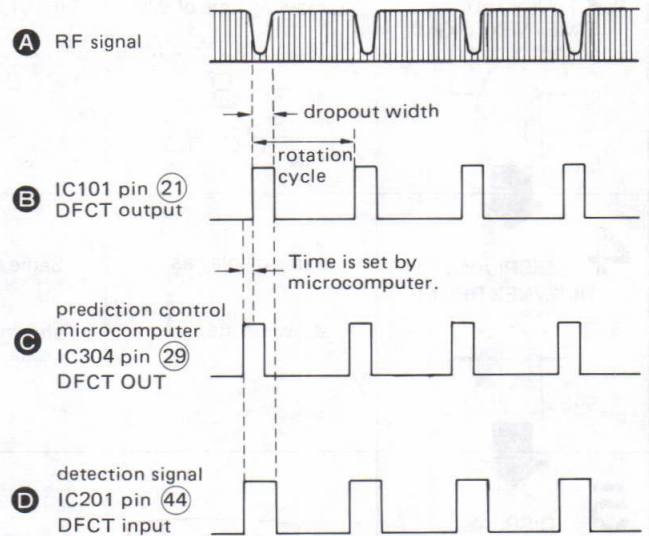 A RF signal
dropout width
rotation
cycle
B IC101 pin 21
DFCT output
Time is set by
microcomputer.
prediction control
microcomputer
C IC304 pin 29
DFCT OUT
detection signal
D IC201 pin 44
DFCT input